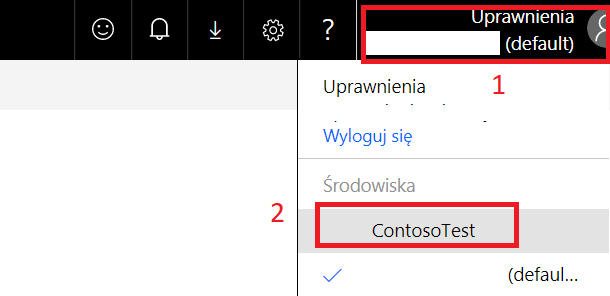 Uprawnienia
(default)
?
Uprawnienia
1
Wyloguj się
Środowiska
2
ContosoTest
(defaul...